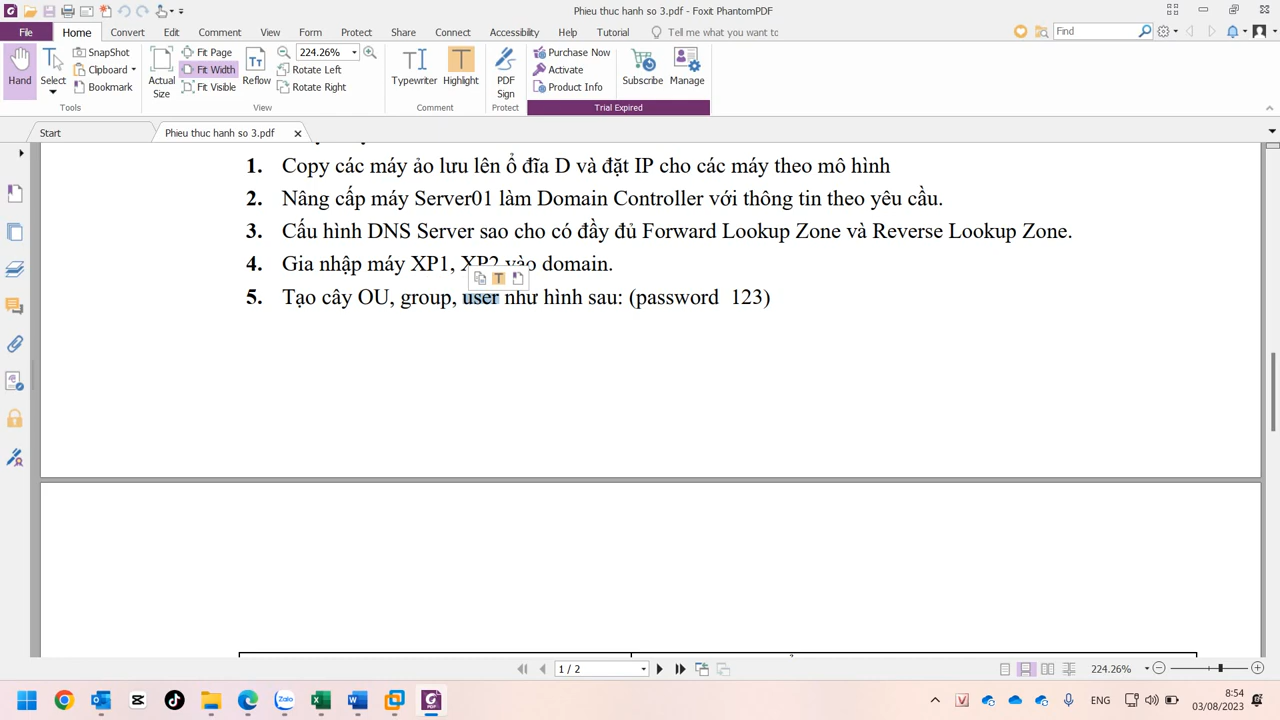 Phieu thuc hanh so 3.pdf - Foxit PhantomPDF
File Home Convert Edit Comment View Form Protect Share Connect Accessibility Help Tutorial Tell me what you want to Find
Hand Select Actual Size Fit Page Fit Width Fit Visible Reflow 224.26% Rotate Left Rotate Right Typewriter Highlight PDF Sign Purchase Now Activate Product Info Subscribe Manage
SnapShot
Clipboard
Bookmark
Tools View Comment Protect Trial Expired
Start Phieu thuc hanh so 3.pdf
1. Copy các máy ảo lưu lên ổ đĩa D và đặt IP cho các máy theo mô hình
2. Nâng cấp máy Server01 làm Domain Controller với thông tin theo yêu cầu.
3. Cấu hình DNS Server sao cho có đầy đủ Forward Lookup Zone và Reverse Lookup Zone.
4. Gia nhập máy XP1, XP2 vào domain.
5. Tạo cây OU, group, user như hình sau: (password 123)
1 / 2 224.26%
Zalo ENG 8:54
03/08/2023